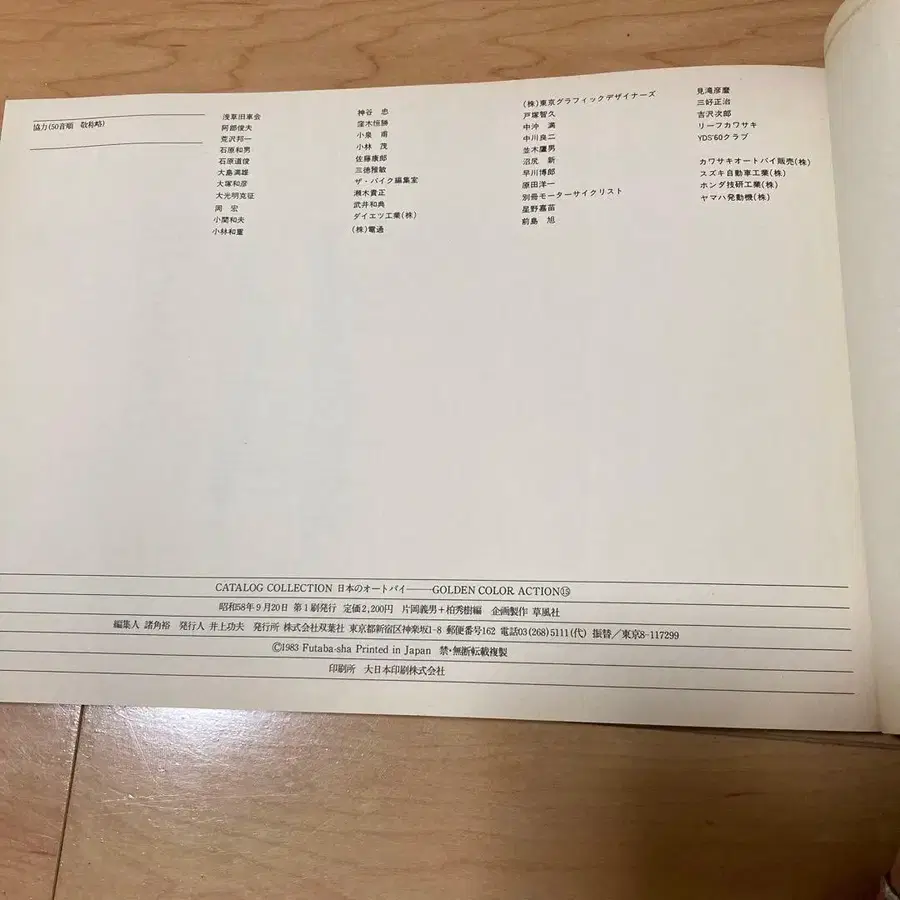 協力(50音順 敬称略)
浅草旧車会
阿部俊夫
荒沢邦一
石原和男
石原道俊
大島満雄
大塚和彦
大光明克征
岡 宏
小関和夫
小林和重
神谷 忠
窪木恒勝
小泉 甫
小林 茂
佐藤康郎
三徳雅敏
ザ・バイク編集室
瀬木貴正
武井和典
ダイエツ工業(株)
(株)電通
(株)東京グラフィックデザイナーズ
戸塚智久
中沖 満
中川良二
並木鷹男
沼尻 新
早川博郎
原田洋一
別冊モーターサイクリスト
星野嘉苗
前島 旭
見滝彦麿
三好正治
吉沢次郎
リーフカワサキ
YDS'60クラブ
カワサキオートバイ販売(株)
スズキ自動車工業(株)
ホンダ技研工業(株)
ヤマハ発動機(株)
CATALOG COLLECTION 日本のオートバイ——GOLDEN COLOR ACTION⑮
昭和58年9月20日 第1刷発行 定価2,200円 片岡義男+柏秀樹編 企画製作 草風社
編集人 諸角裕 発行人 井上功夫 発行所 株式会社双葉社 東京都新宿区神楽坂1-8 郵便番号162 電話03(268)5111(代) 振替/東京8-117299
©1983 Futaba-sha Printed in Japan 禁・無断転載複製
印刷所 大日本印刷株式会社